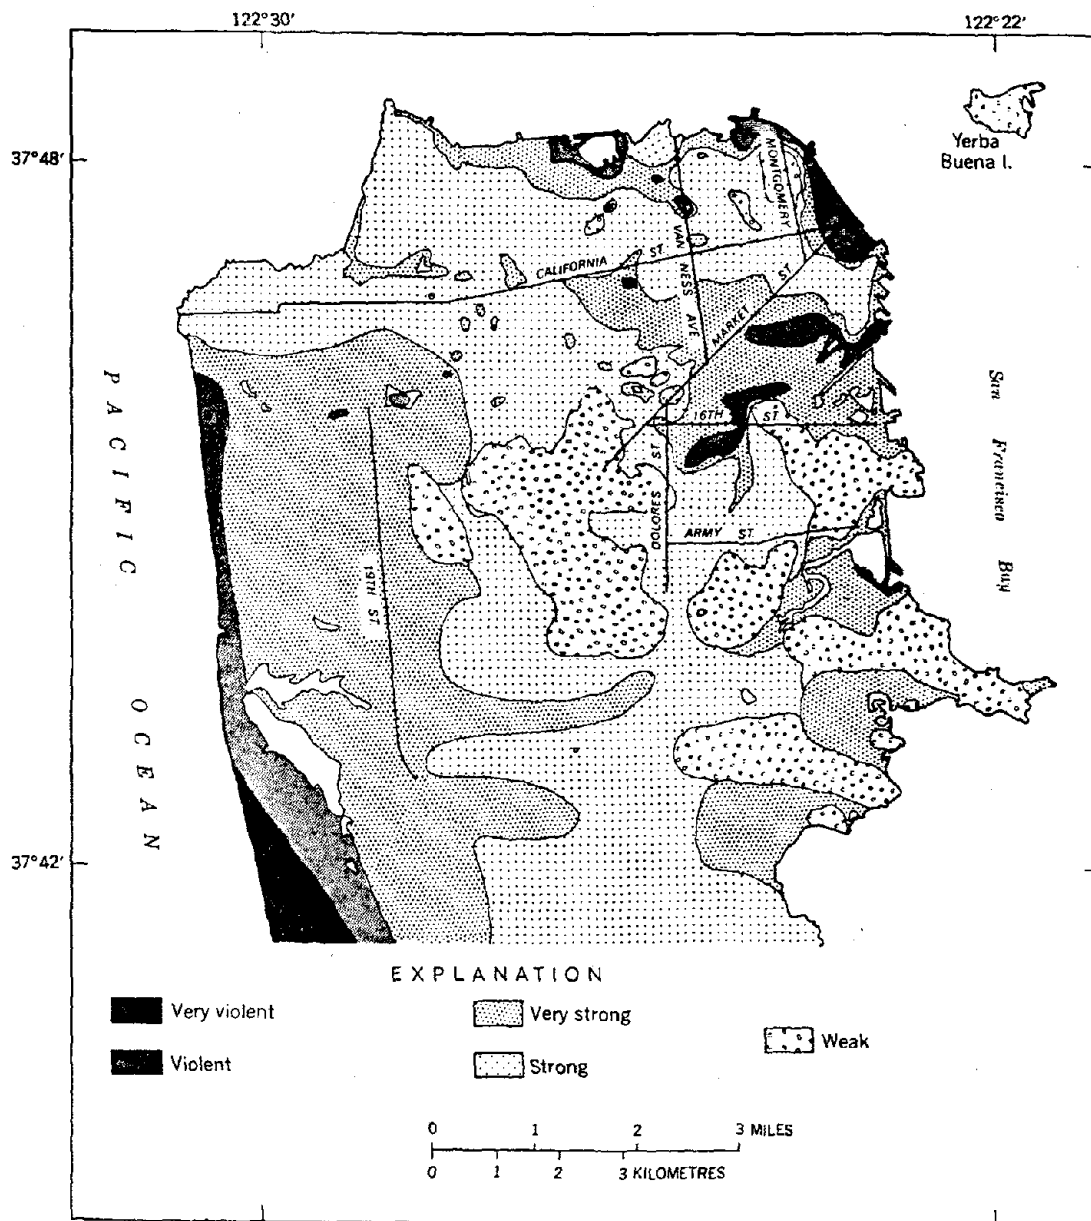 122°30'
122°22'
37°48'
Yerba
Buena I.
MONTGOMERY
VAN NESS AVE
CALIFORNIA ST
MARKET ST
16TH ST
DOLORES ST
ARMY ST
19TH ST
PACIFIC OCEAN
San Francisco Bay
37°42'
EXPLANATION
Very violent
Violent
Very strong
Strong
Weak
0 1 2 3 MILES
0 1 2 3 KILOMETRES